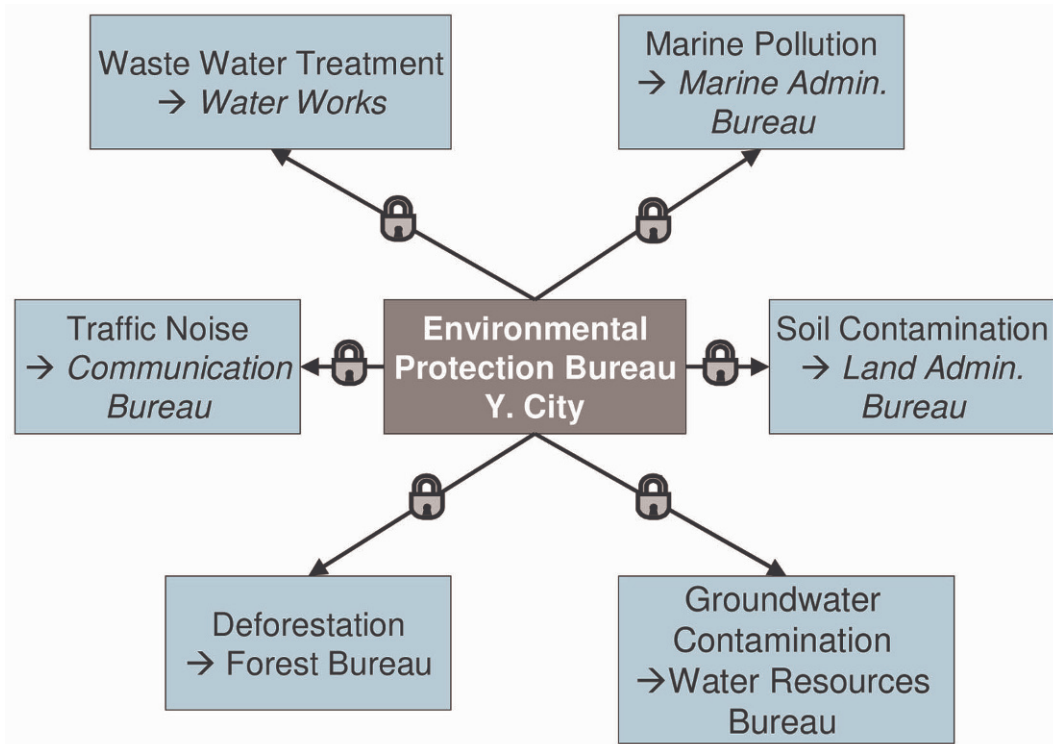 Waste Water Treatment
→ Water Works
Marine Pollution
→ Marine Admin.
Bureau
Traffic Noise
→ Communication
Bureau
Environmental
Protection Bureau
Y. City
Soil Contamination
→ Land Admin.
Bureau
Deforestation
→ Forest Bureau
Groundwater
Contamination
→Water Resources
Bureau